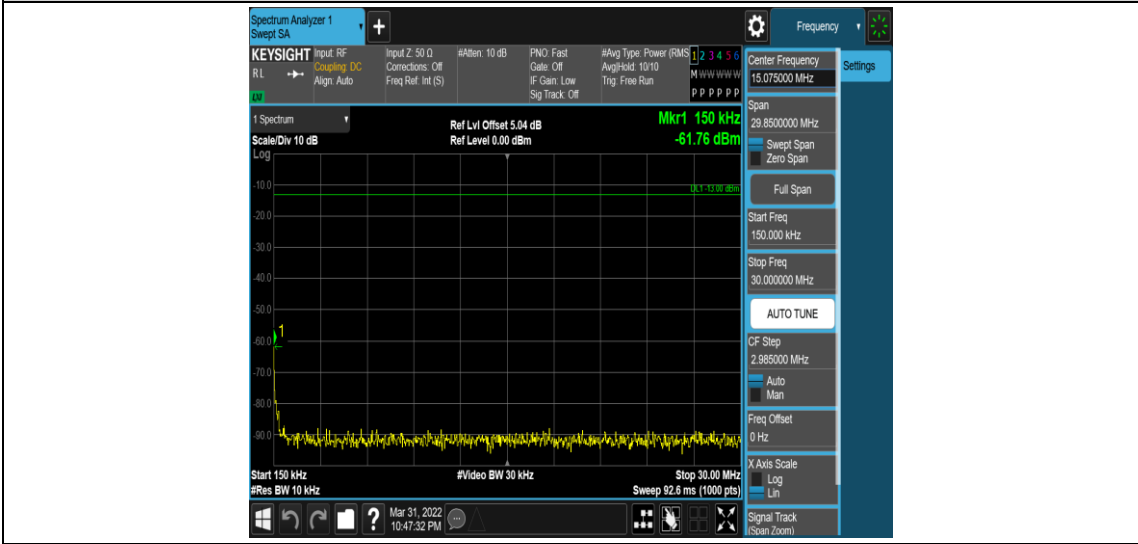 Spectrum Analyzer 1
Swept SA
+
Frequency
KEYSIGHT Input: RF Input Z: 50 Ω #Atten: 10 dB PNO: Fast #Avg Type: Power (RMS 1 2 3 4 5 6
RL Coupling: DC Corrections: Off Gate: Off Avg|Hold: 10/10 M W W W W W
Align: Auto Freq Ref: Int (S) IF Gain: Low Trig: Free Run
Sig Track: Off P P P P P P
1 Spectrum
Scale/Div 10 dB
Ref Lvl Offset 5.04 dB
Ref Level 0.00 dBm
Mkr1 150 kHz
-61.76 dBm
Log
DL1 -13.00 dBm
-10.0
-20.0
-30.0
-40.0
-50.0
1
-60.0
-70.0
-80.0
-90.0
Start 150 kHz #Video BW 30 kHz Stop 30.00 MHz
#Res BW 10 kHz Sweep 92.6 ms (1000 pts)
Center Frequency
15.075000 MHz
Settings
Span
29.8500000 MHz
Swept Span
Zero Span
Full Span
Start Freq
150.000 kHz
Stop Freq
30.000000 MHz
AUTO TUNE
CF Step
2.985000 MHz
Auto
Man
Freq Offset
0 Hz
X Axis Scale
Log
Lin
Signal Track
(Span Zoom)
?
Mar 31, 2022
10:47:32 PM